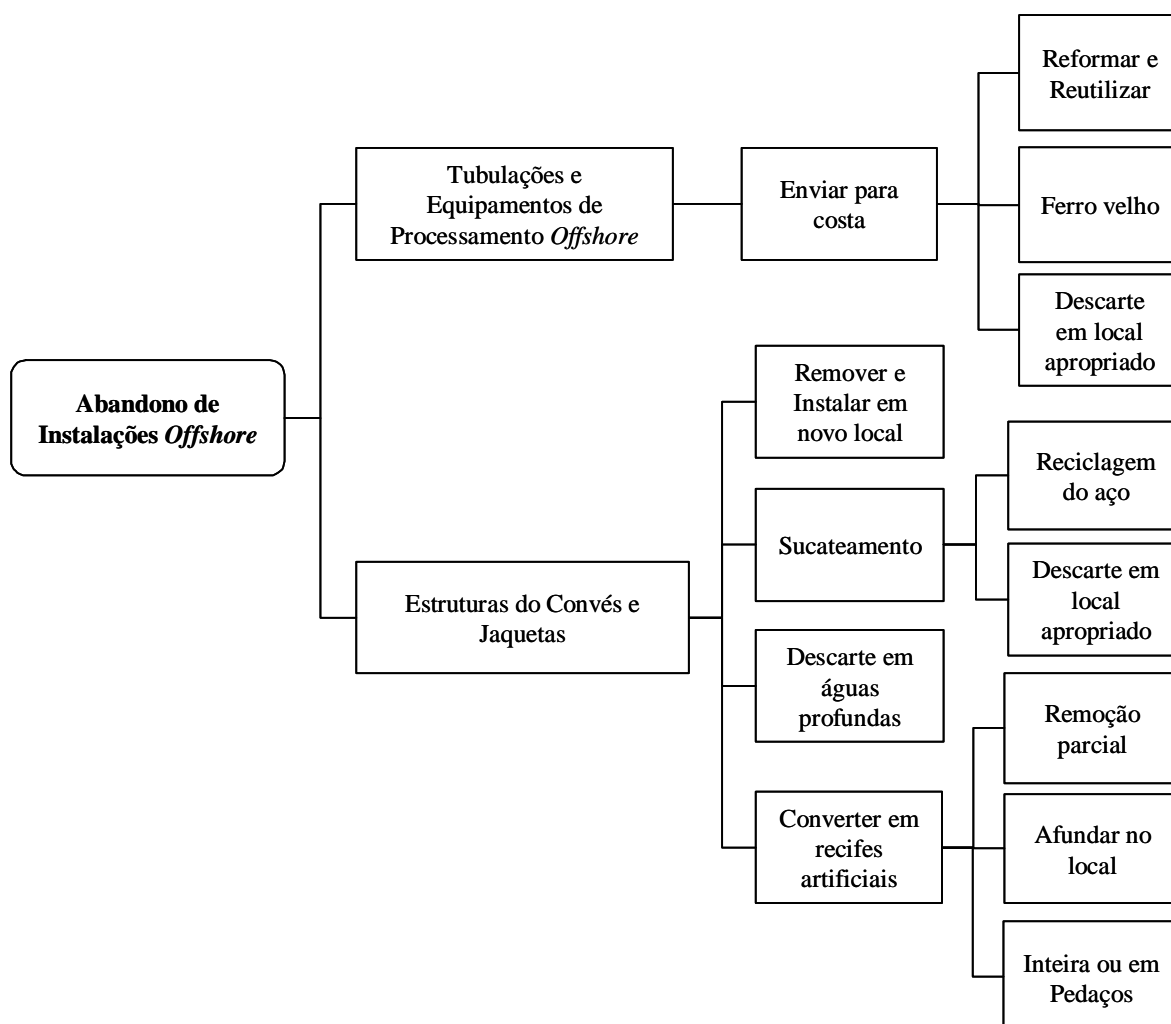 Abandono de
Instalações Offshore
Tubulações e
Equipamentos de
Processamento Offshore
Enviar para
costa
Reformar e
Reutilizar
Ferro velho
Descarte
em local
apropriado
Estruturas do Convés e
Jaquetas
Remover e
Instalar em
novo local
Sucateamento
Reciclagem
do aço
Descarte em
local
apropriado
Descarte em
águas
profundas
Converter em
recifes
artificiais
Remoção
parcial
Afundar no
local
Inteira ou em
Pedaços